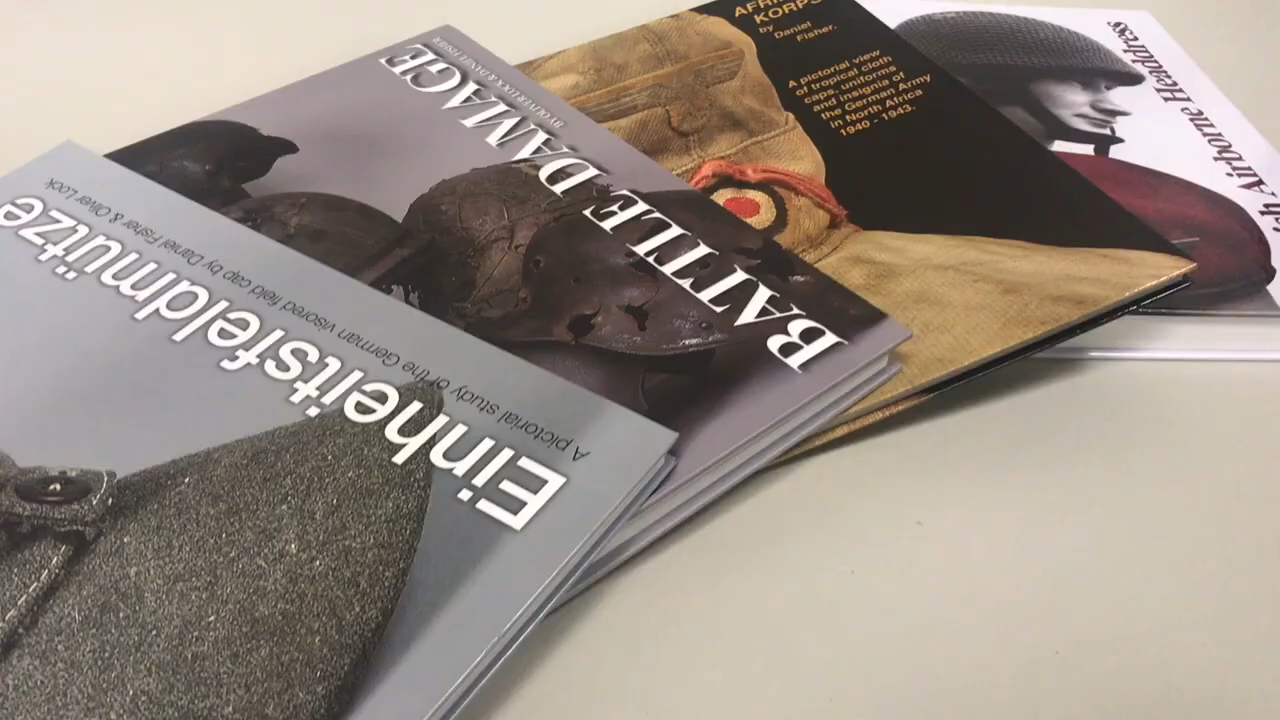 Einheitsfeldmütze
A pictorial study of the German visored field cap by Daniel Fisher & Oliver Lock
BATTLE DAMAGE
BY OLIVER LOCK & DANIEL FISHER
KORPS
by
Daniel
Fisher.
A pictorial view
of tropical cloth
caps, uniforms
and insignia of
the German Army
in North Africa
1940 - 1943.
Airborne Headdress